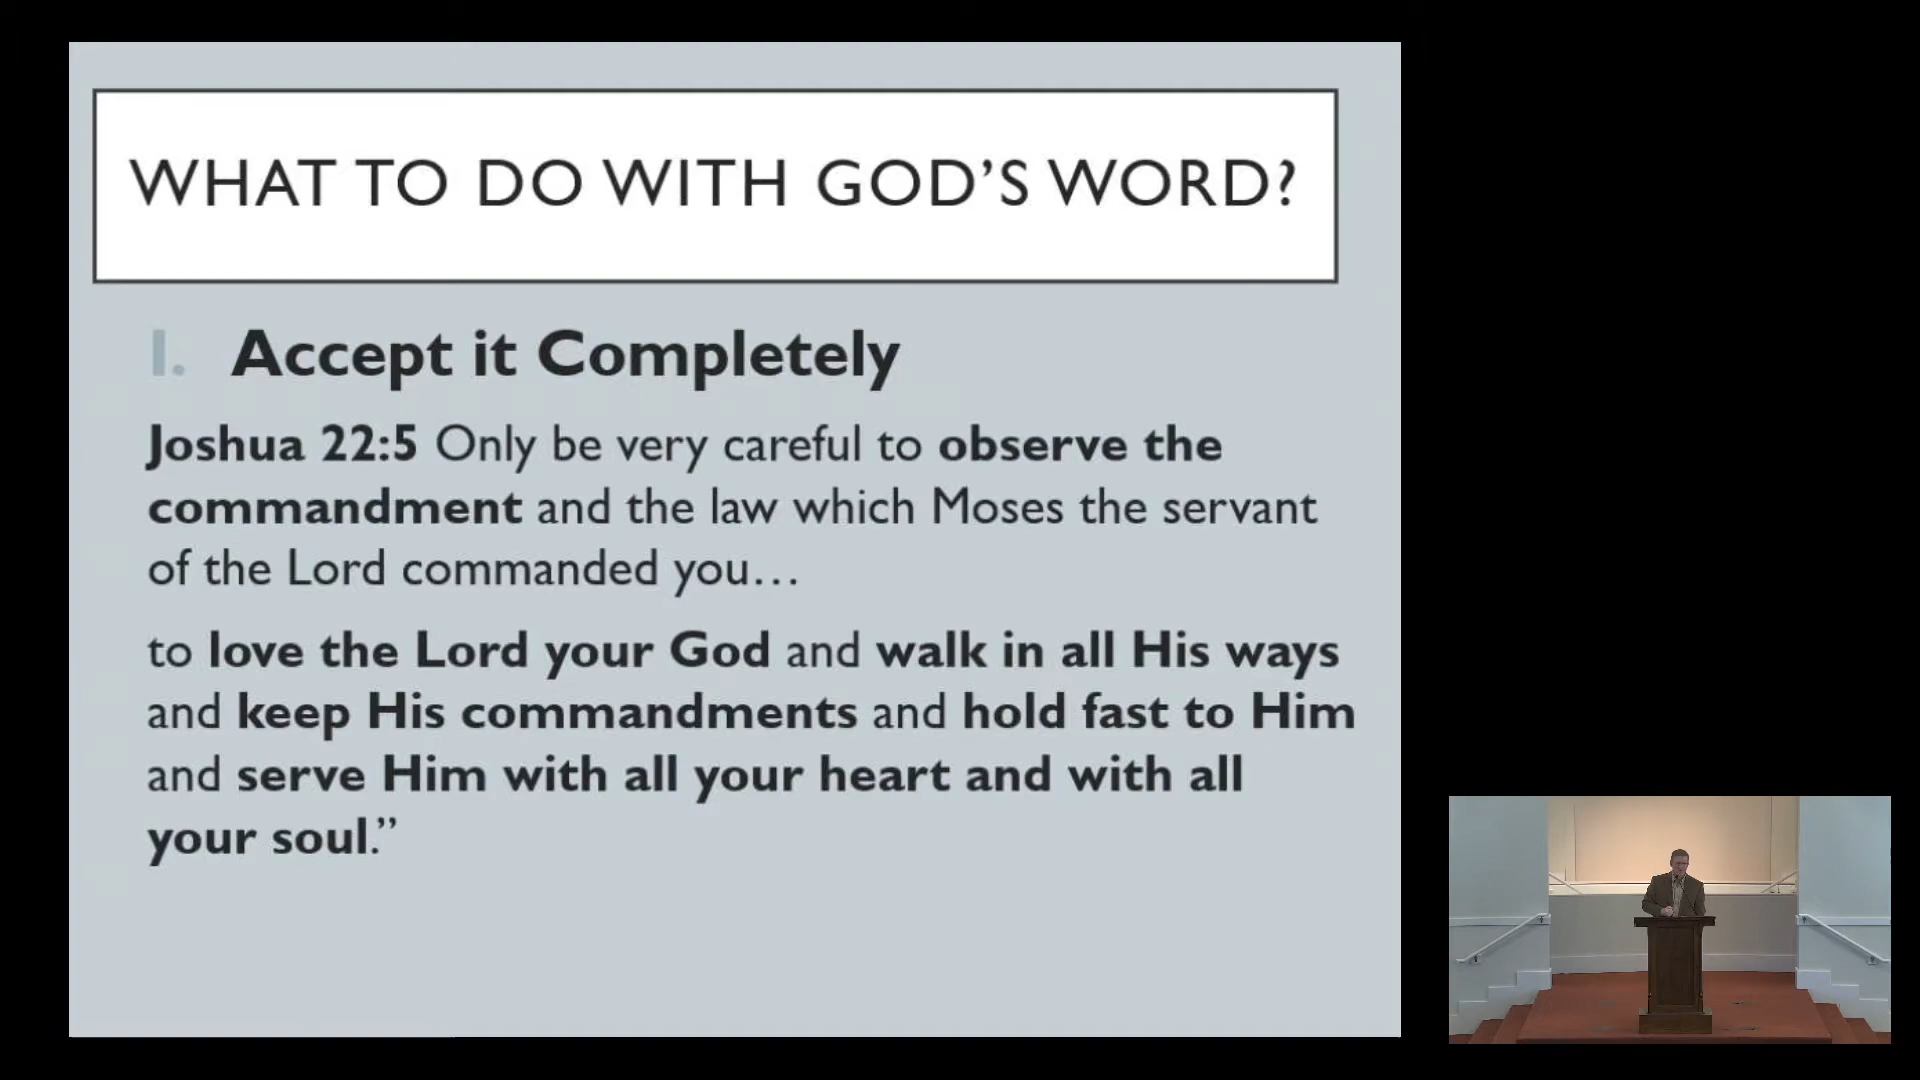 WHAT TO DO WITH GOD’S WORD?
I. Accept it Completely
Joshua 22:5 Only be very careful to observe the
commandment and the law which Moses the servant
of the Lord commanded you…
to love the Lord your God and walk in all His ways
and keep His commandments and hold fast to Him
and serve Him with all your heart and with all
your soul.”